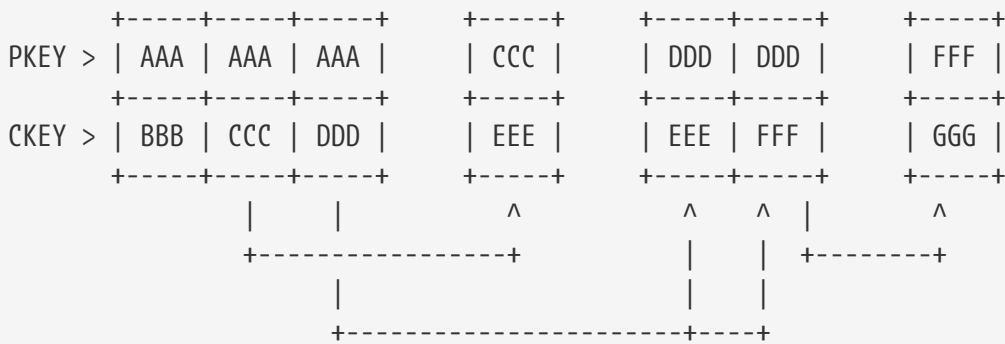 +-----+-----+-----+     +-----+     +-----+-----+     +-----+
PKEY > | AAA | AAA | AAA |     | CCC |     | DDD | DDD |     | FFF |
+-----+-----+-----+     +-----+     +-----+-----+     +-----+
CKEY > | BBB | CCC | DDD |     | EEE |     | EEE | FFF |     | GGG |
+-----+-----+-----+     +-----+     +-----+-----+     +-----+
|     |           ^           ^    ^  |        ^
+-----------------+           |    |  +--------+
|                       |    |
+-----------------------+----+